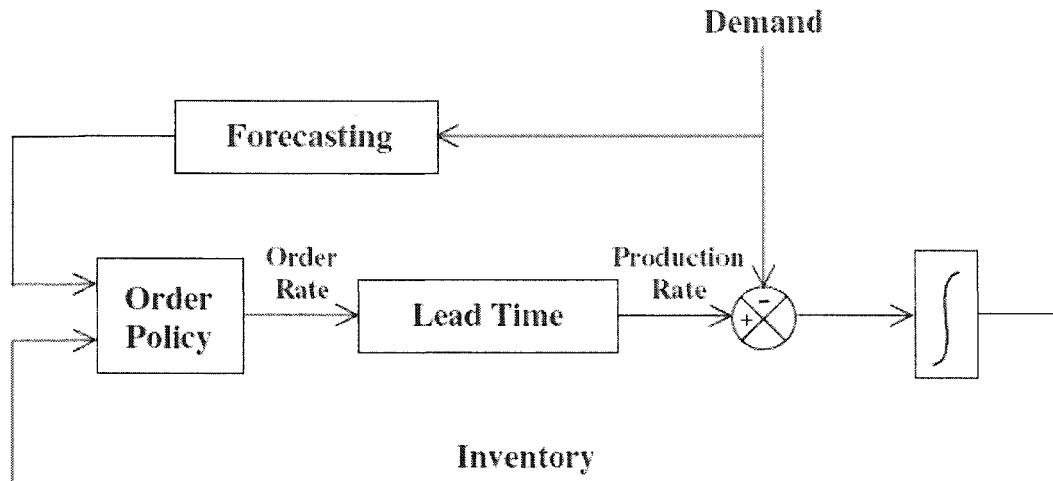 Demand
Forecasting
Order
Rate
Production
Rate
Order
Policy
Lead Time
-
+
∫
Inventory